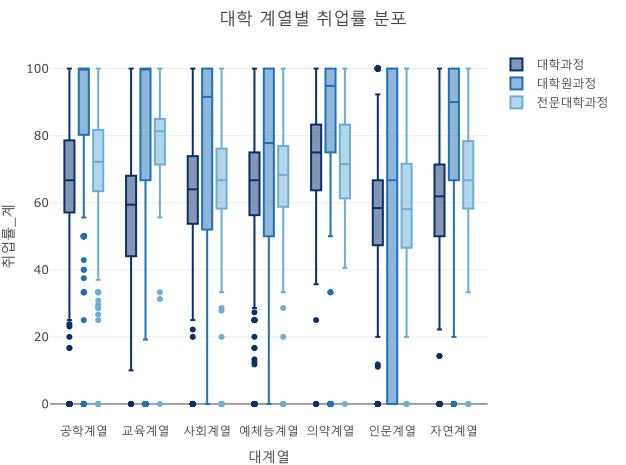 대학 계열별 취업률 분포
대학과정
대학원과정
전문대학과정
취업률_계
100
80
60
40
20
0
공학계열 교육계열 사회계열 예체능계열 의약계열 인문계열 자연계열
대계열